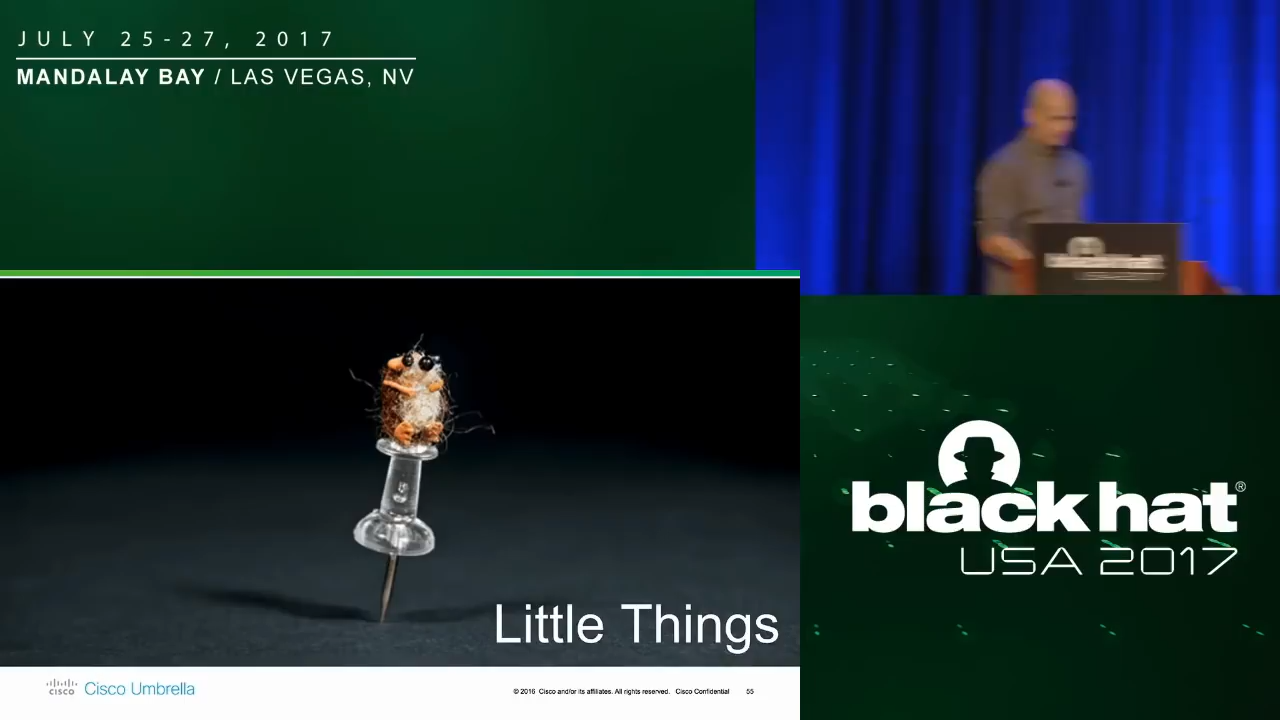 JULY 25-27, 2017
MANDALAY BAY / LAS VEGAS, NV
Little Things
cisco Cisco Umbrella
© 2016 Cisco and/or its affiliates. All rights reserved. Cisco Confidential 55
black hat®
USA 2017